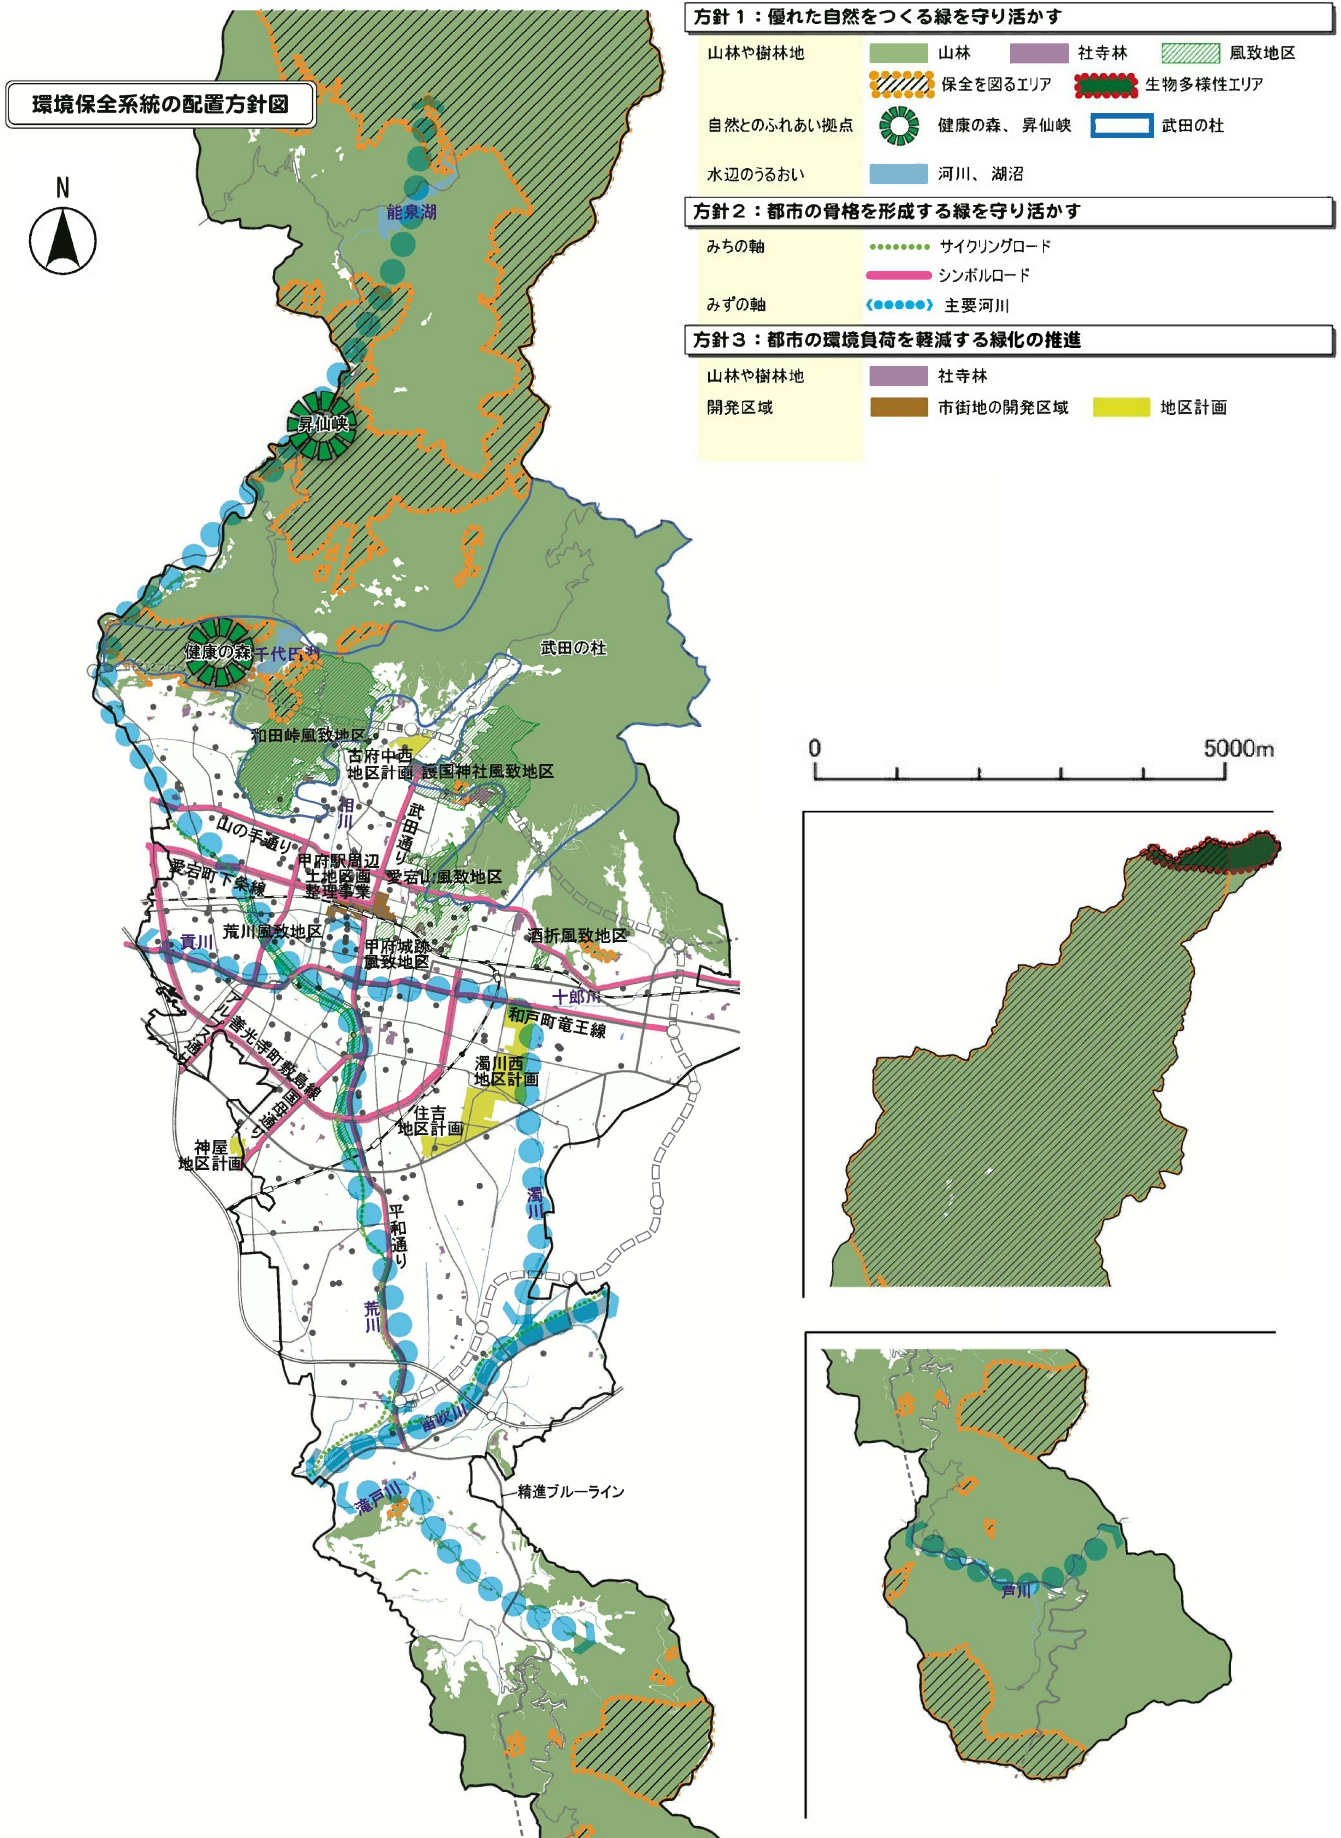 環境保全系統の配置方針図
N
方針1：優れた自然をつくる緑を守り活かす
山林や樹林地
山林
社寺林
風致地区
保全を図るエリア
生物多様性エリア
自然とのふれあい拠点
健康の森、昇仙峡
武田の杜
水辺のうるおい
河川、湖沼
方針2：都市の骨格を形成する緑を守り活かす
みちの軸
サイクリングロード
シンボルロード
みずの軸
主要河川
方針3：都市の環境負荷を軽減する緑化の推進
山林や樹林地
社寺林
開発区域
市街地の開発区域
地区計画
能泉湖
昇仙峡
健康の森
千代田湖
武田の杜
和田峠風致地区
古府中西
地区計画
護国神社風致地区
相川
武田通り
山の手通り
甲府駅周辺
土地区画
整理事業
愛宕山風致地区
愛宕町下条線
荒川風致地区
貢川
甲府城跡
風致地区
酒折風致地区
十郎川
和戸町竜王線
アルプス通り
善光寺町敷島線
濁川西
地区計画
国母通り
住吉
地区計画
神屋
地区計画
濁川
平和通り
荒川
笛吹川
滝戸川
精進ブルーライン
0
5000m
芦川